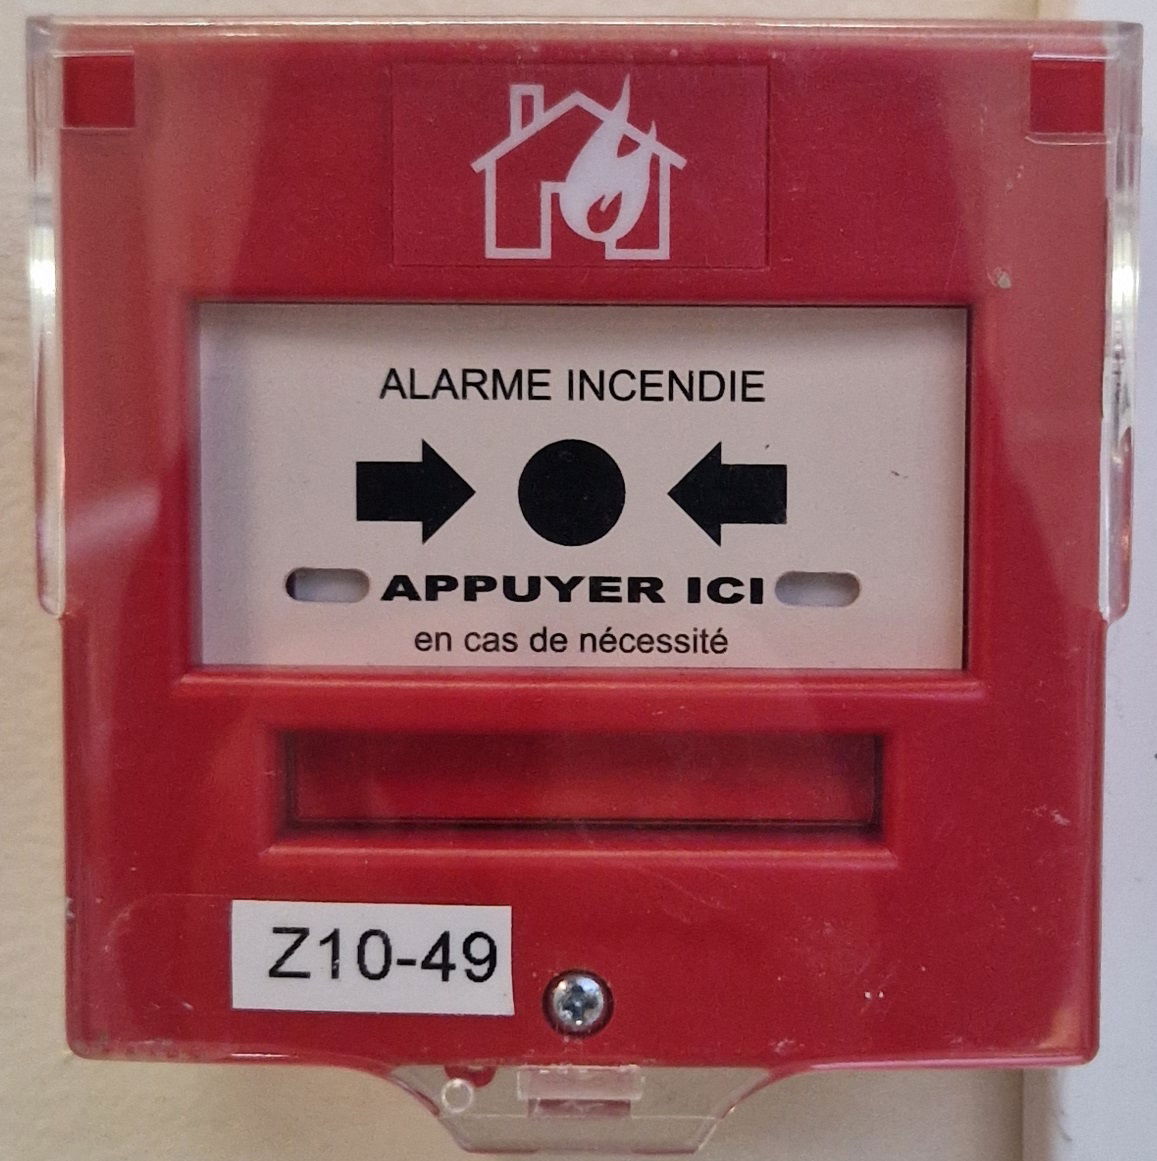 ALARME INCENDIE
APPUYER ICI
en cas de nécessité
Z10-49